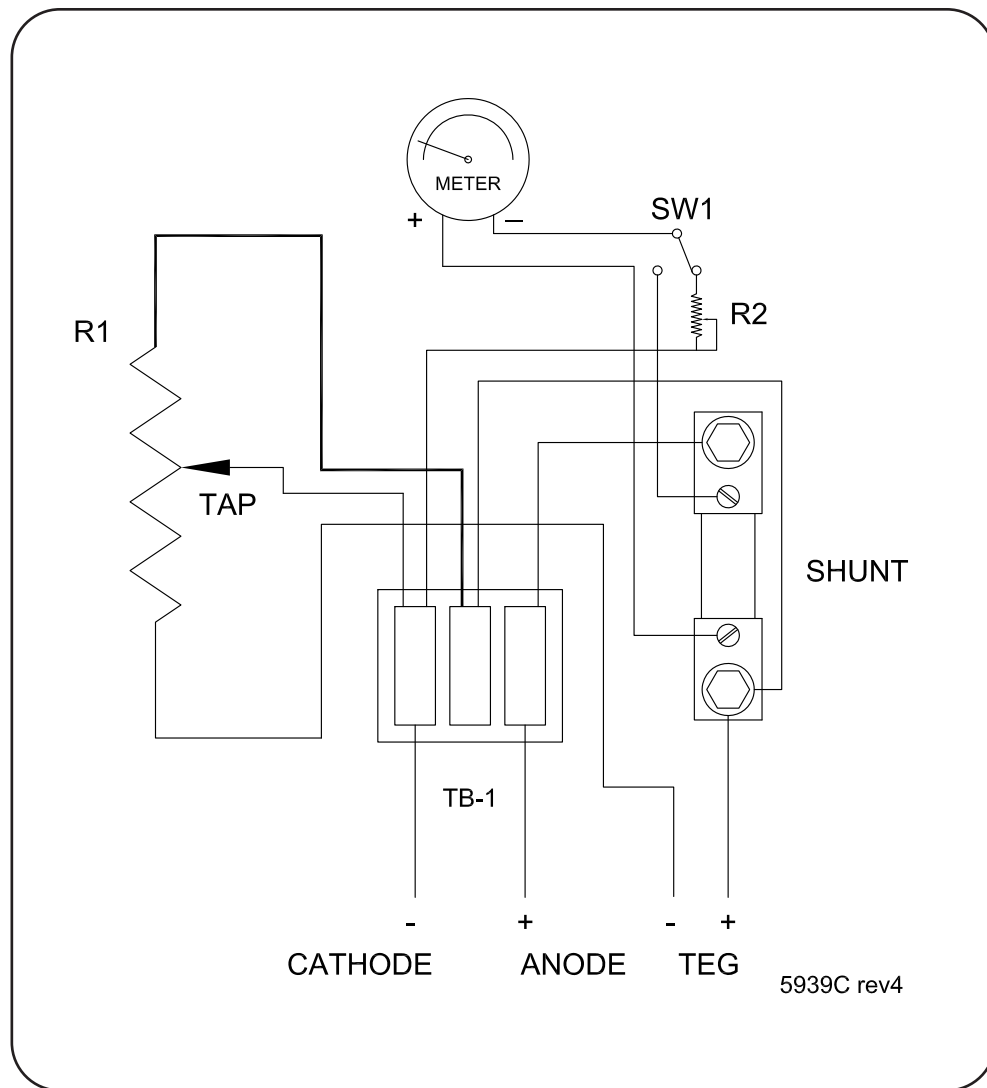 METER
+ –
SW1
R1
R2
TAP
SHUNT
TB-1
- + - +
CATHODE ANODE TEG
5939C rev4